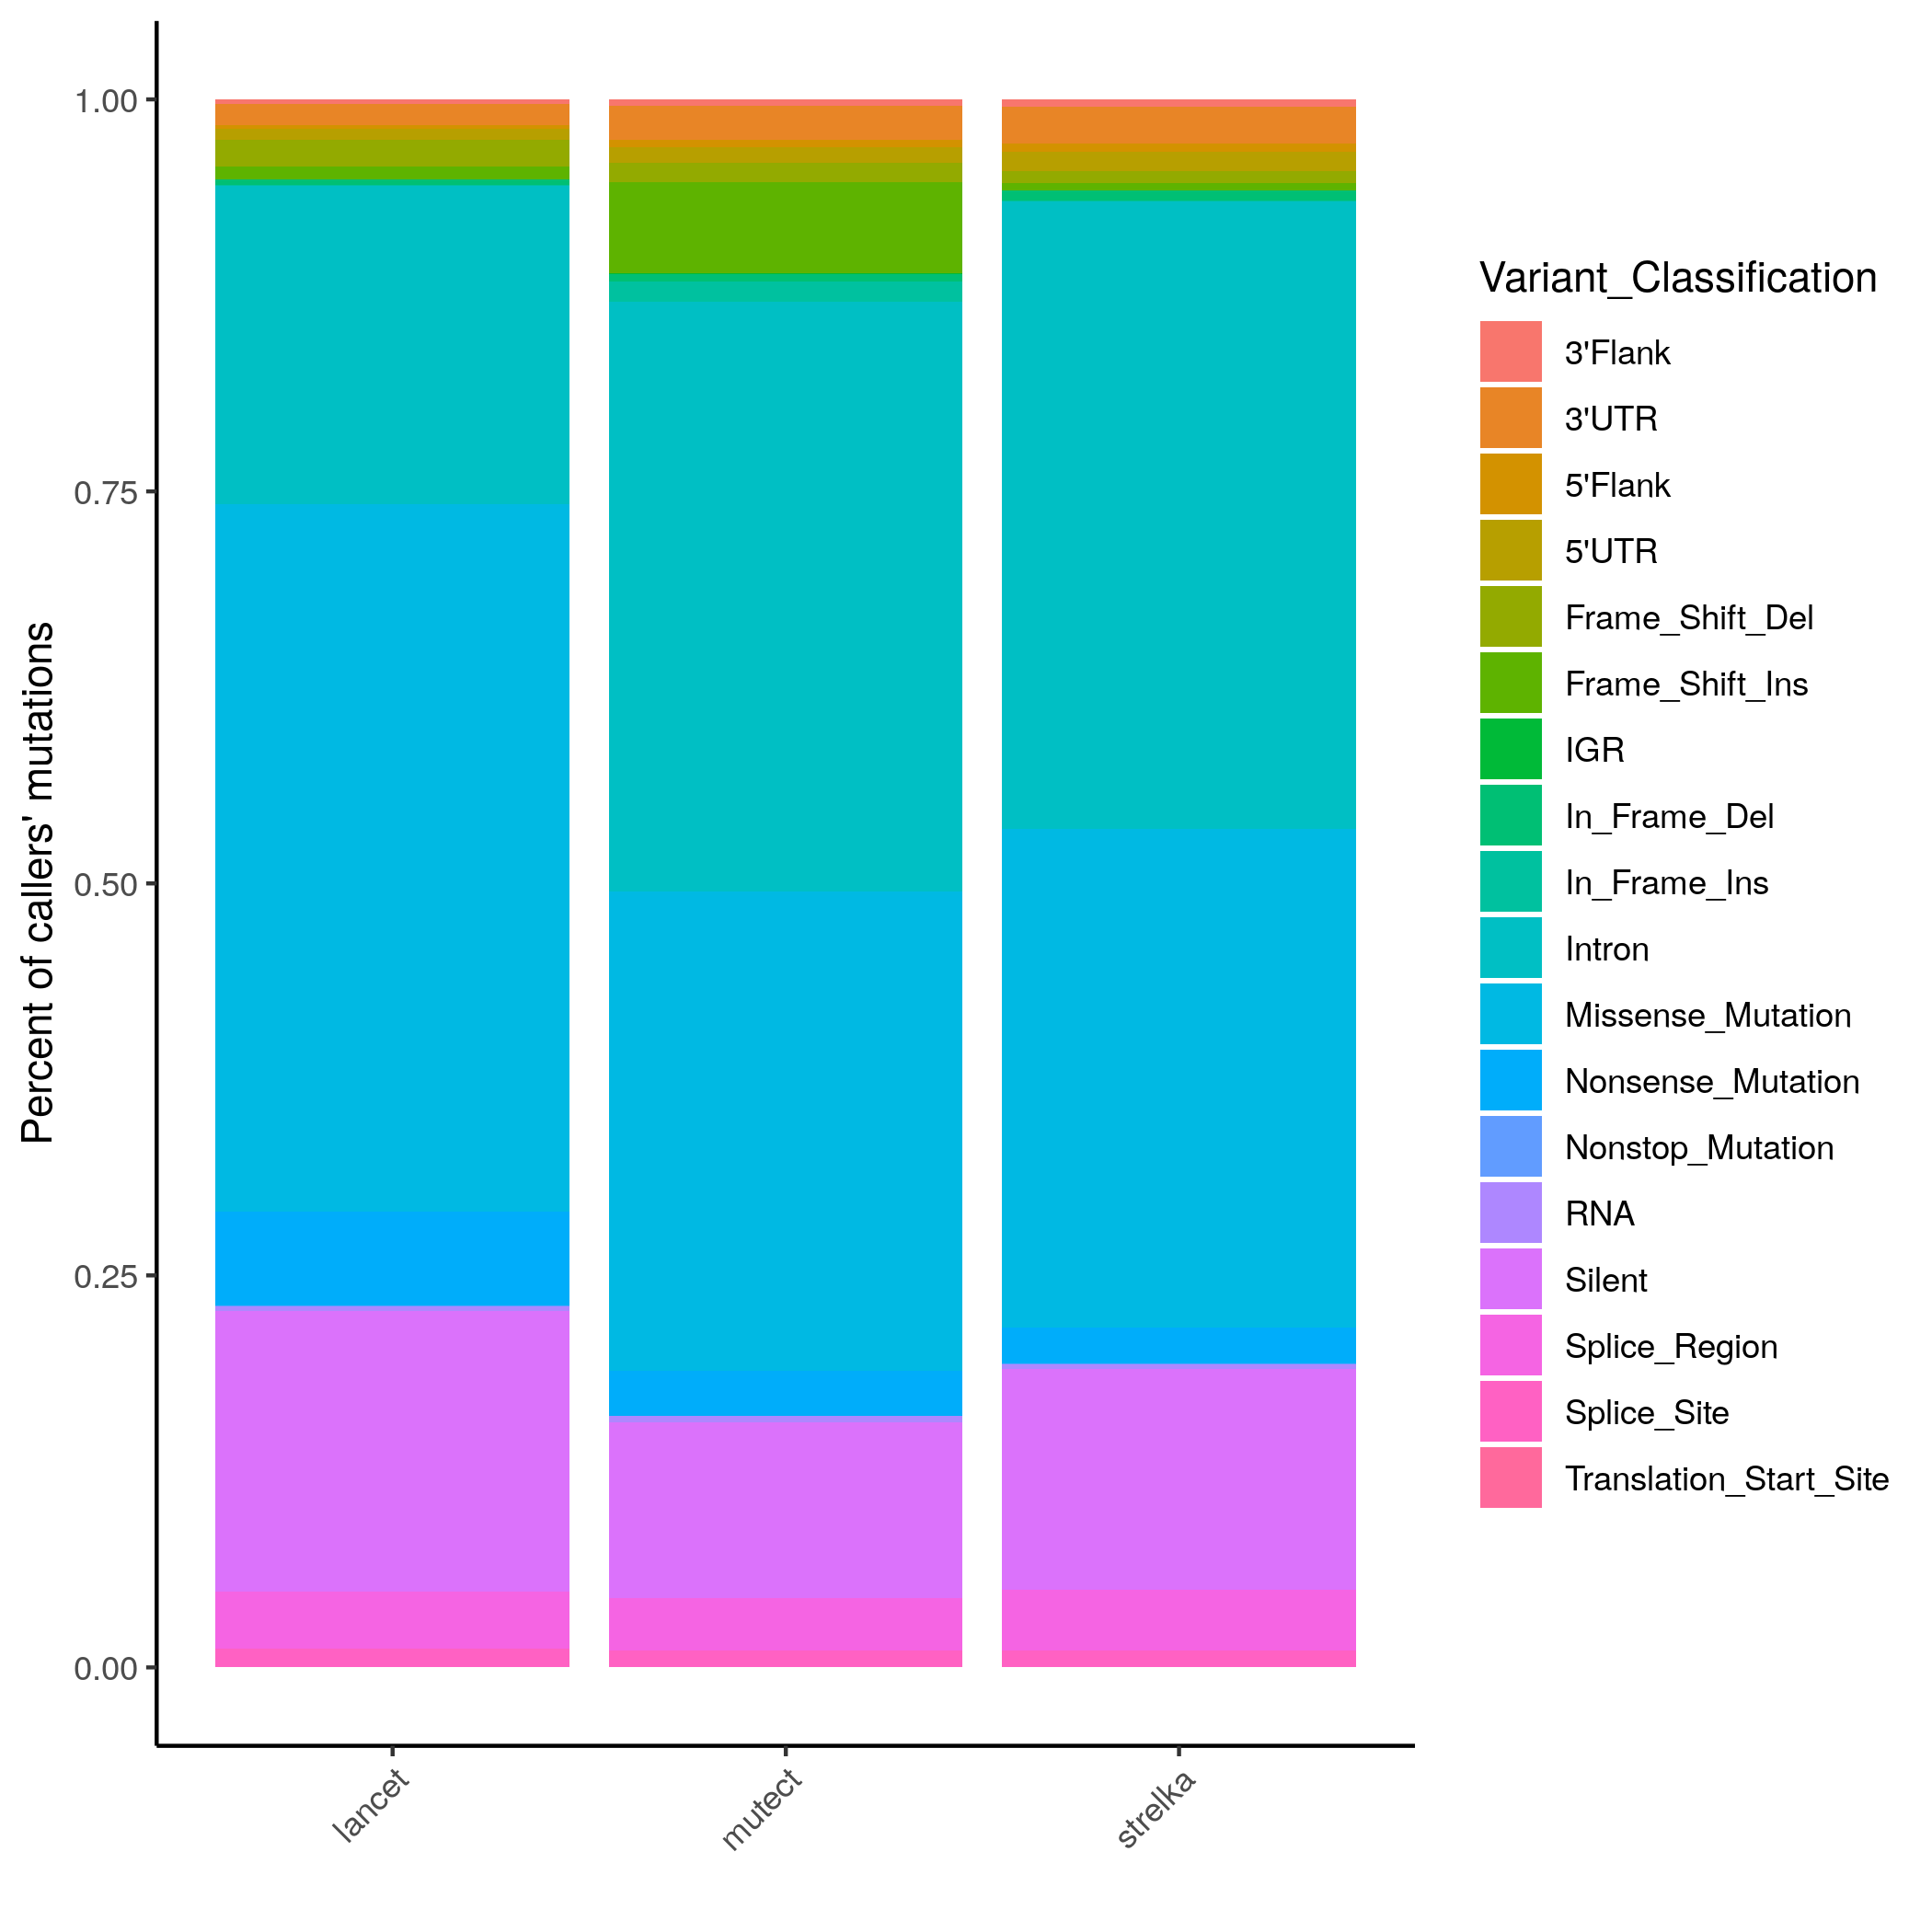 Percent of callers' mutations
1.00
0.75
0.50
0.25
0.00
lancet
mutect
strelka
Variant_Classification
3'Flank
3'UTR
5'Flank
5'UTR
Frame_Shift_Del
Frame_Shift_Ins
IGR
In_Frame_Del
In_Frame_Ins
Intron
Missense_Mutation
Nonsense_Mutation
Nonstop_Mutation
RNA
Silent
Splice_Region
Splice_Site
Translation_Start_Site